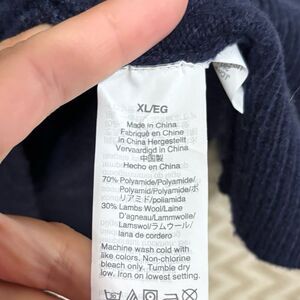 XL/EG
Made in China
Fabriqué en Chine
in China Hergestellt
Vervaardigd in China
中国製
Hecho en China
70% Polyamide/Polyamide/
Polyamid/Polyamide/ポ
リアミド/poliamida
30% Lambs Wool/Laine
D'agneau/Lammwolle/
Lamswol/ラムウール/
lana de cordero
Machine wash cold with
like colors. Non-chlorine
bleach only. Tumble dry
low. Iron on lowest setting.